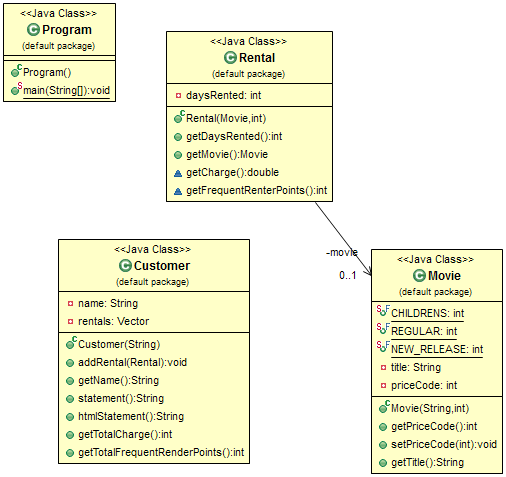 <<Java Class>>
Program
(default package)
Program()
main(String[]):void
<<Java Class>>
Rental
(default package)
daysRented: int
Rental(Movie,int)
getDaysRented():int
getMovie():Movie
getCharge():double
getFrequentRenterPoints():int
-movie
0..1
<<Java Class>>
Customer
(default package)
name: String
rentals: Vector
Customer(String)
addRental(Rental):void
getName():String
statement():String
htmlStatement():String
getTotalCharge():int
getTotalFrequentRenderPoints():int
<<Java Class>>
Movie
(default package)
CHILDRENS: int
REGULAR: int
NEW_RELEASE: int
title: String
priceCode: int
Movie(String,int)
getPriceCode():int
setPriceCode(int):void
getTitle():String